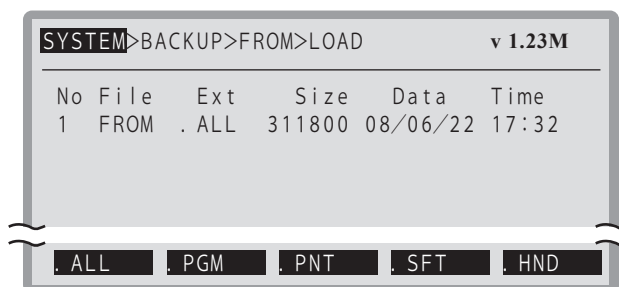 SYSTEM>BACKUP>FROM>LOAD v 1.23M
No File Ext Size Data Time
1 FROM .ALL 311800 08/06/22 17:32
.ALL .PGM .PNT .SFT .HND